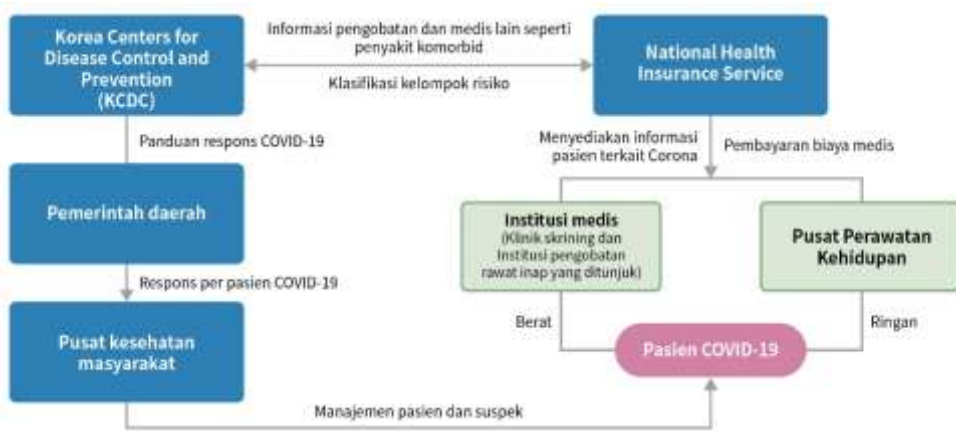 Korea Centers for
Disease Control and
Prevention
(KCDC)
Informasi pengobatan dan medis lain seperti
penyakit komorbid
Klasifikasi kelompok risiko
National Health
Insurance Service
Panduan respons COVID-19
Menyediakan informasi
pasien terkait Corona
Pembayaran biaya medis
Pemerintah daerah
Institusi medis
(Klinik skrining dan
Institusi pengobatan
rawat inap yang ditunjuk)
Pusat Perawatan
Kehidupan
Respons per pasien COVID-19
Berat
Ringan
Pusat kesehatan
masyarakat
Pasien COVID-19
Manajemen pasien dan suspek